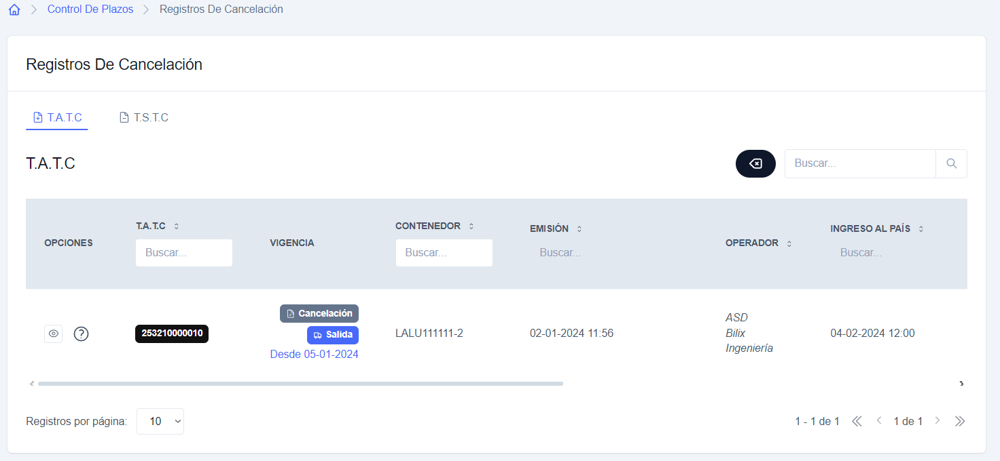 Control De Plazos Registros De Cancelación
Registros De Cancelación
T.A.T.C T.S.T.C
T.A.T.C
Buscar...
OPCIONES T.A.T.C VIGENCIA CONTENEDOR EMISIÓN OPERADOR INGRESO AL PAÍS
Buscar... Buscar... Buscar... Buscar...
Cancelación
Salida
Desde 05-01-2024
253210000010
LALU111111-2
02-01-2024 11:56
ASD
Bilix
Ingeniería
04-02-2024 12:00
Registros por página: 10 1 - 1 de 1 1 de 1